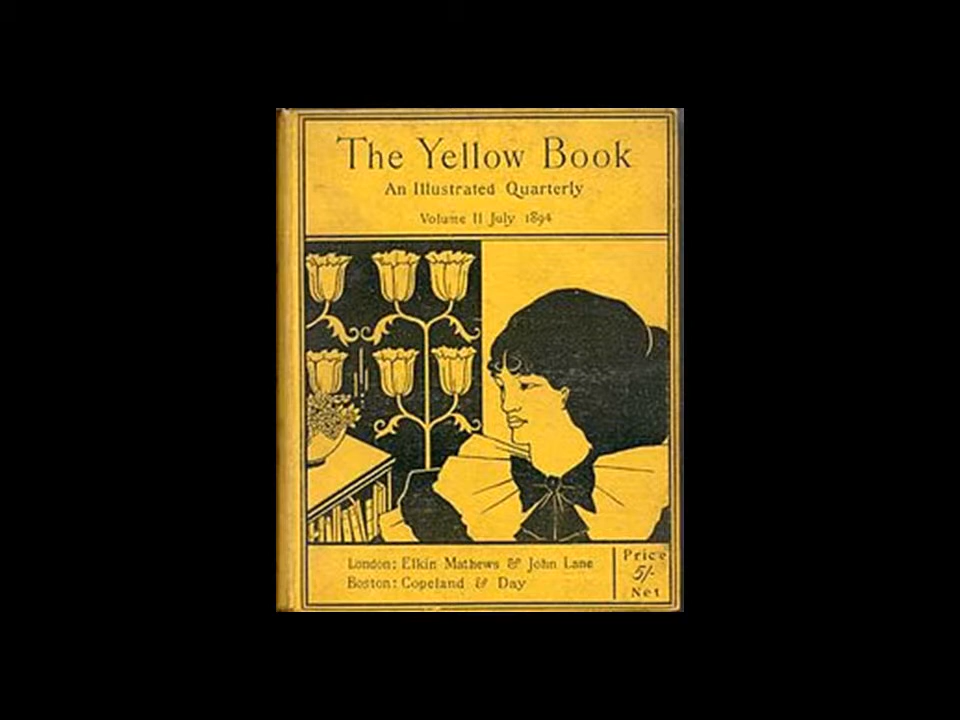 The Yellow Book
An Illustrated Quarterly
Volume II July 1894
London: Elkin Mathews & John Lane
Boston: Copeland & Day
Price
5/-
Net